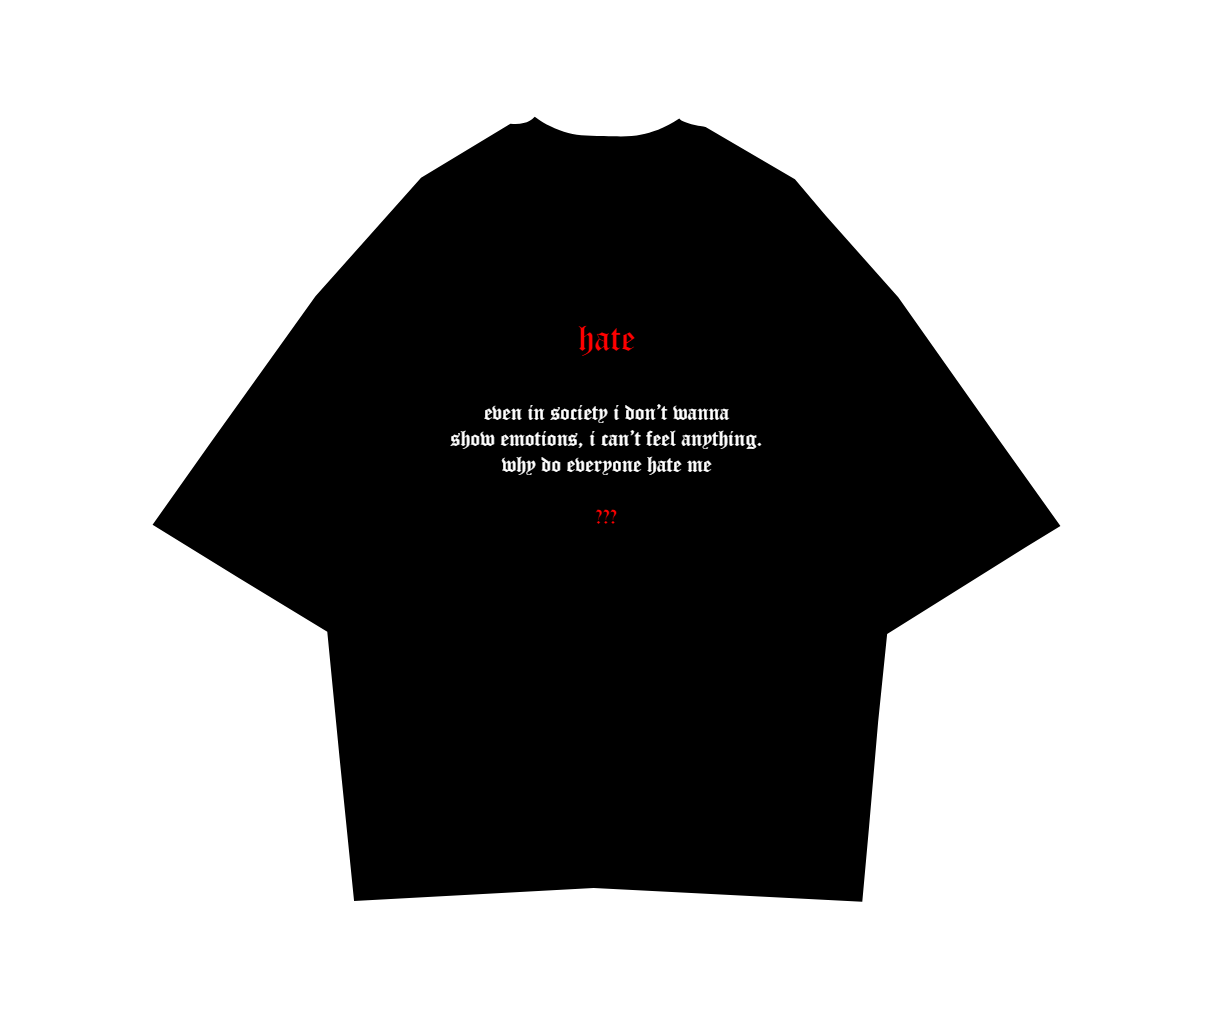 hate
even in society i don't wanna
show emotions, i can't feel anything.
why do everyone hate me
???